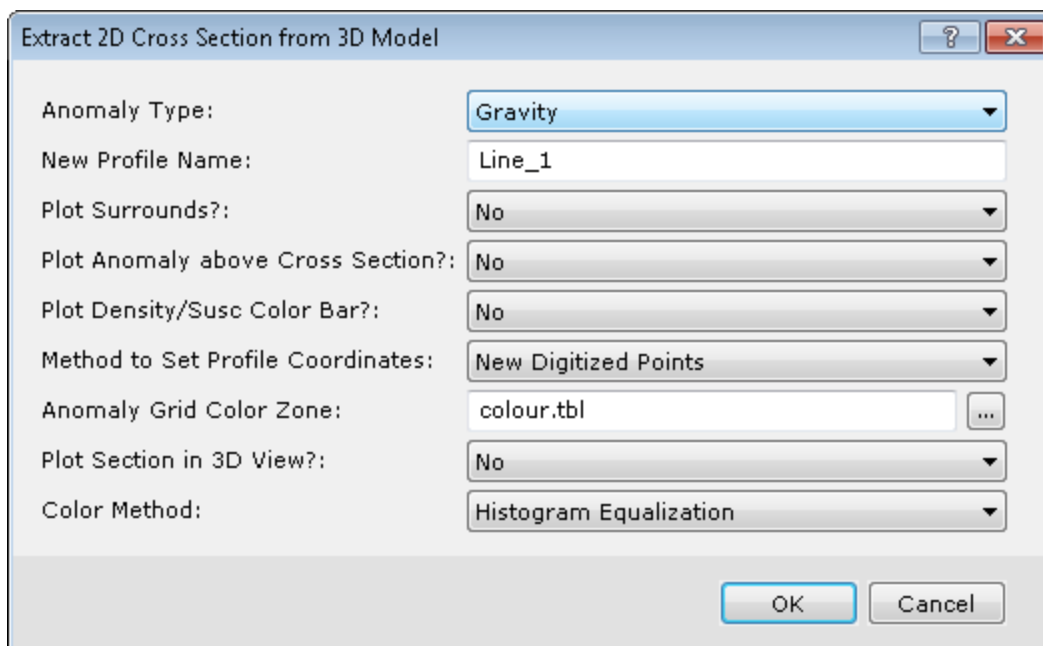 Extract 2D Cross Section from 3D Model ?
Anomaly Type: Gravity
New Profile Name: Line_1
Plot Surrounds?: No
Plot Anomaly above Cross Section?: No
Plot Density/Susc Color Bar?: No
Method to Set Profile Coordinates: New Digitized Points
Anomaly Grid Color Zone: colour.tbl ...
Plot Section in 3D View?: No
Color Method: Histogram Equalization
OK Cancel